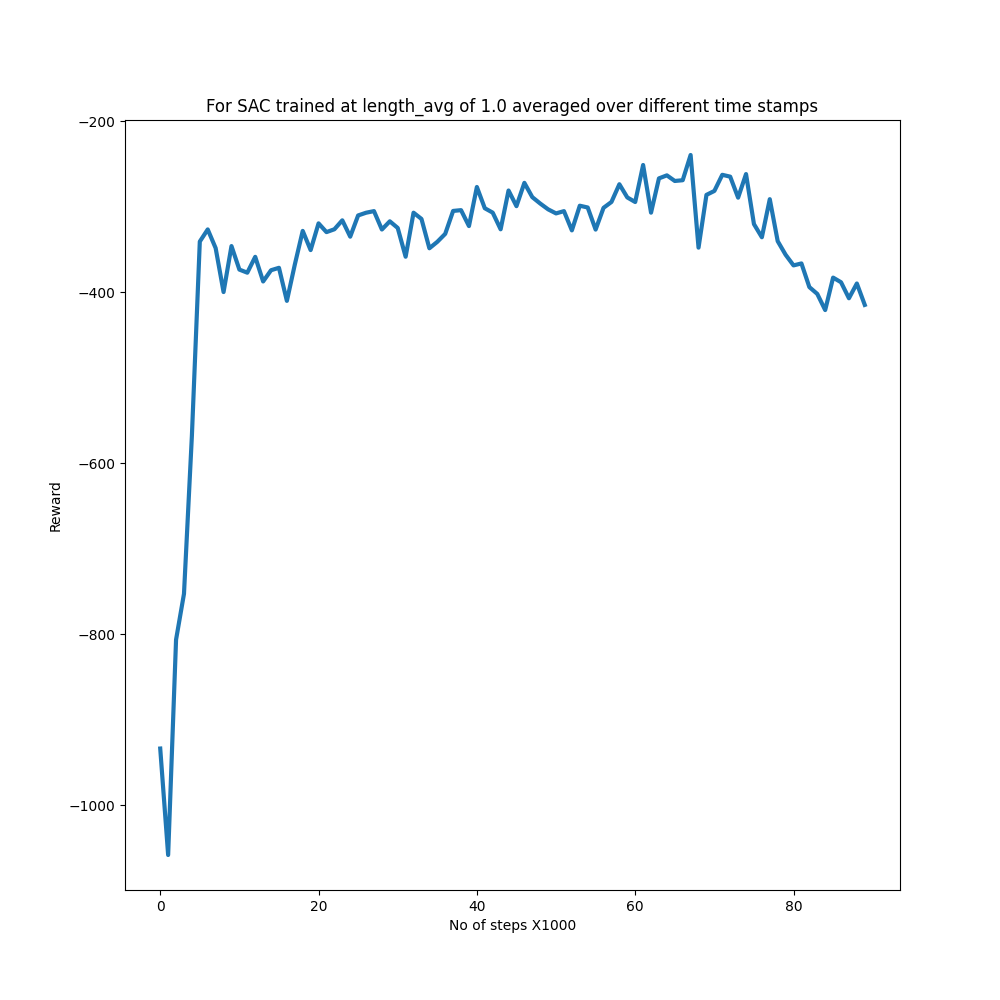 For SAC trained at length_avg of 1.0 averaged over different time stamps
−200
−400
−600
−800
−1000
Reward
0 20 40 60 80
No of steps X1000